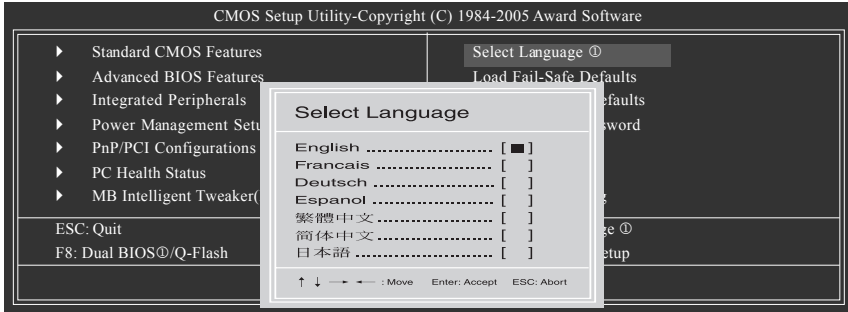 CMOS Setup Utility-Copyright (C) 1984-2005 Award Software
Standard CMOS Features
Advanced BIOS Features
Integrated Peripherals
Power Management Setu
PnP/PCI Configurations
PC Health Status
MB Intelligent Tweaker(
Select Language ①
Load Fail-Safe Defaults
efaults
sword
ESC: Quit
F8: Dual BIOS①/Q-Flash
ge ①
etup
Select Language
English .......................... [ ■ ]
Francais ......................... [ ]
Deutsch .......................... [ ]
Espanol .......................... [ ]
繁體中文 ......................... [ ]
简体中文 ......................... [ ]
日本語 ........................... [ ]
↑ ↓ → ← : Move Enter: Accept ESC: Abort